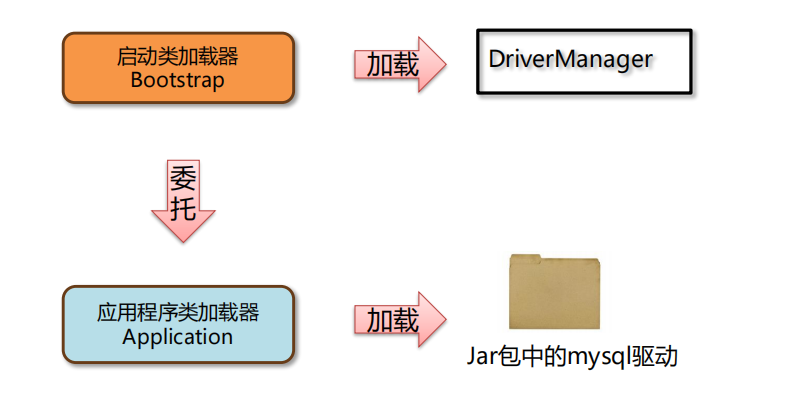 启动类加载器
Bootstrap
加载
DriverManager
委
托
应用程序类加载器
Application
加载
Jar包中的mysql驱动